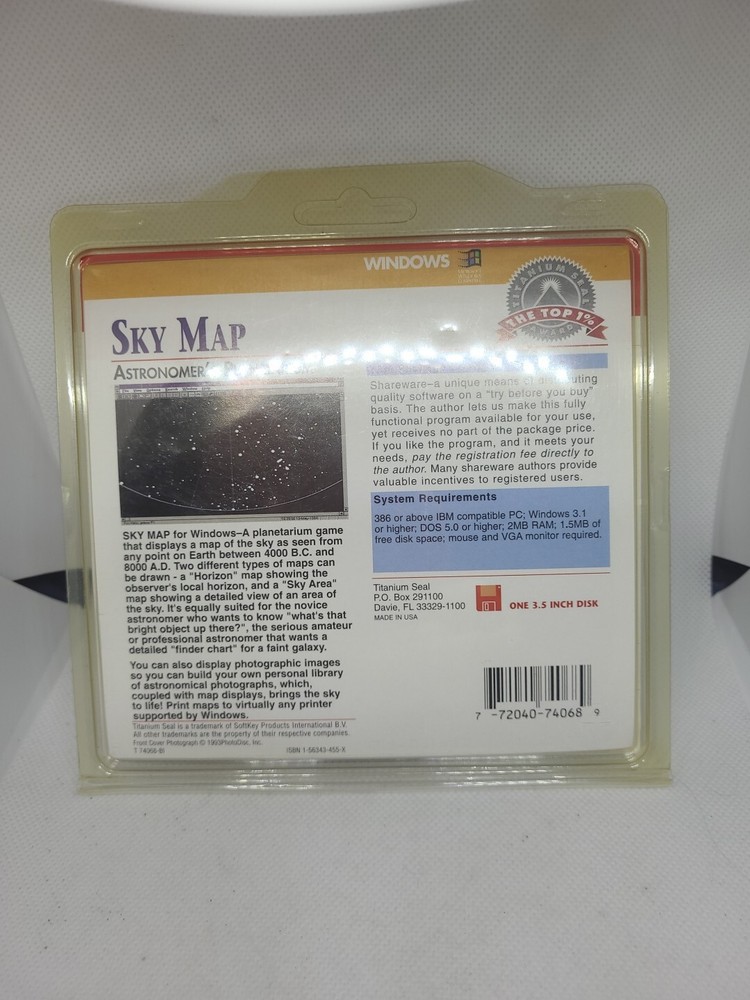 WINDOWS
TITANIUM SEAL
THE TOP 1%
AWARD
SKY MAP
ASTRONOMER'S
Shareware–a unique means of distributing
quality software on a "try before you buy"
basis. The author lets us make this fully
functional program available for your use,
yet receives no part of the package price.
If you like the program, and it meets your
needs, pay the registration fee directly to
the author. Many shareware authors provide
valuable incentives to registered users.
System Requirements
386 or above IBM compatible PC; Windows 3.1
or higher; DOS 5.0 or higher; 2MB RAM; 1.5MB of
free disk space; mouse and VGA monitor required.
SKY MAP for Windows–A planetarium game
that displays a map of the sky as seen from
any point on Earth between 4000 B.C. and
8000 A.D. Two different types of maps can
be drawn - a "Horizon" map showing the
observer's local horizon, and a "Sky Area"
map showing a detailed view of an area of
the sky. It's equally suited for the novice
astronomer who wants to know "what's that
bright object up there?", the serious amateur
or professional astronomer that wants a
detailed "finder chart" for a faint galaxy.
You can also display photographic images
so you can build your own personal library
of astronomical photographs, which,
coupled with map displays, brings the sky
to life! Print maps to virtually any printer
supported by Windows.
Titanium Seal is a trademark of SoftKey Products International B.V.
All other trademarks are the property of their respective companies.
Front Cover Photograph © 1993PhotoDisc, Inc.
T 74068-BI ISBN 1-56343-455-X
Titanium Seal
P.O. Box 291100
Davie, FL 33329-1100
MADE IN USA
ONE 3.5 INCH DISK
7 -72040-74068 9